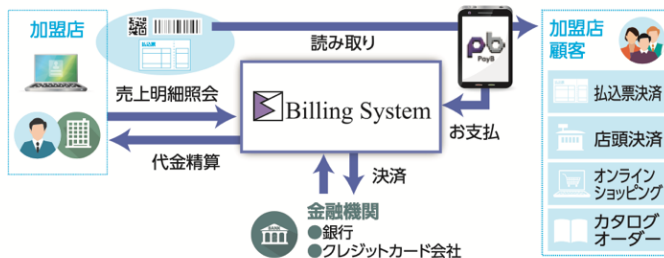 加盟店
払込票
読み取り
pb
PayB
加盟店
顧客
売上明細照会
Billing System
お支払
代金精算
決済
金融機関
●銀行
●クレジットカード会社
BANK
払込票決済
店頭決済
オンライン
ショッピング
カタログ
オーダー